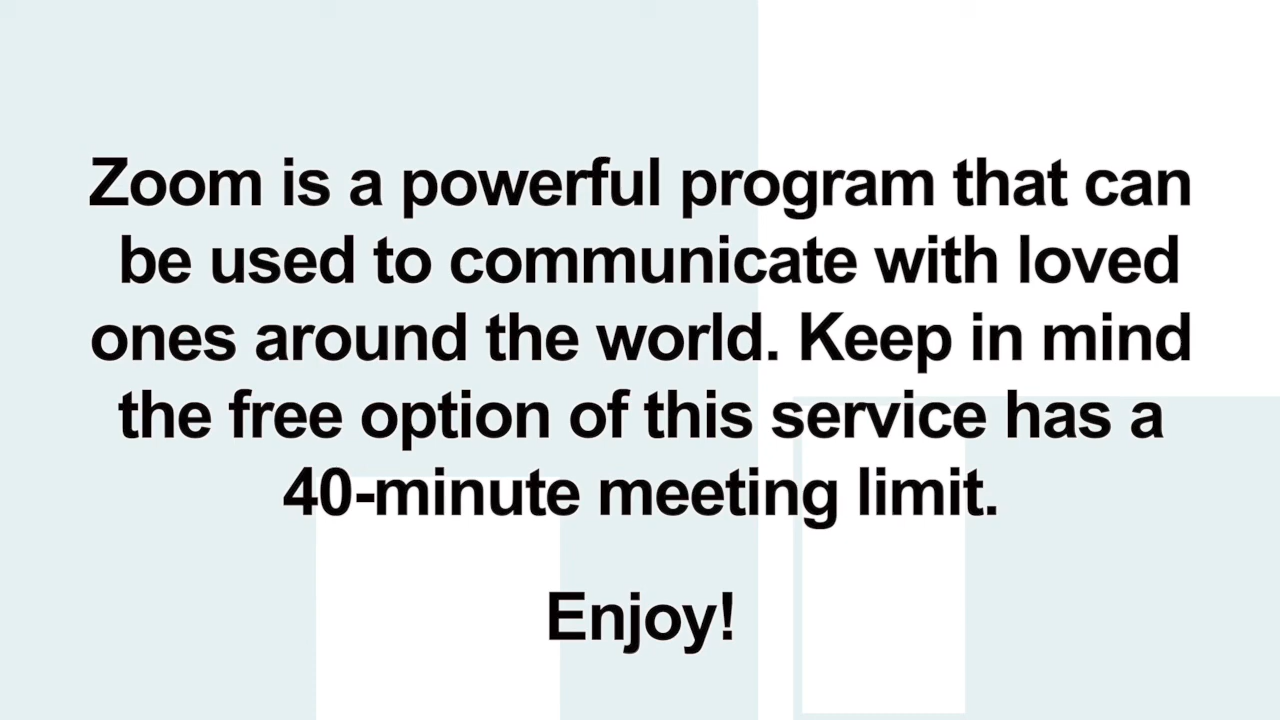 Zoom is a powerful program that can
be used to communicate with loved
ones around the world. Keep in mind
the free option of this service has a
40-minute meeting limit.
Enjoy!